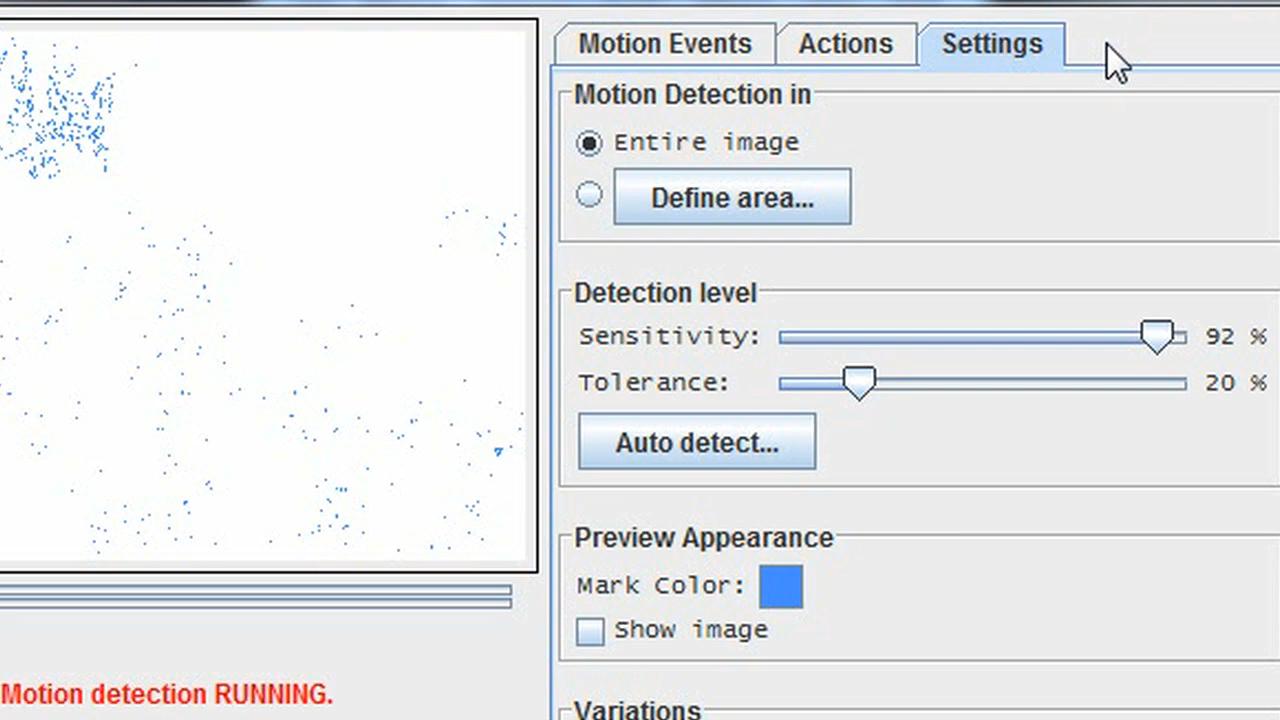 Motion Events Actions Settings
Motion Detection in
Entire image
Define area...
Detection level
Sensitivity: 92 %
Tolerance: 20 %
Auto detect...
Preview Appearance
Mark Color:
Show image
Motion detection RUNNING.
Variations